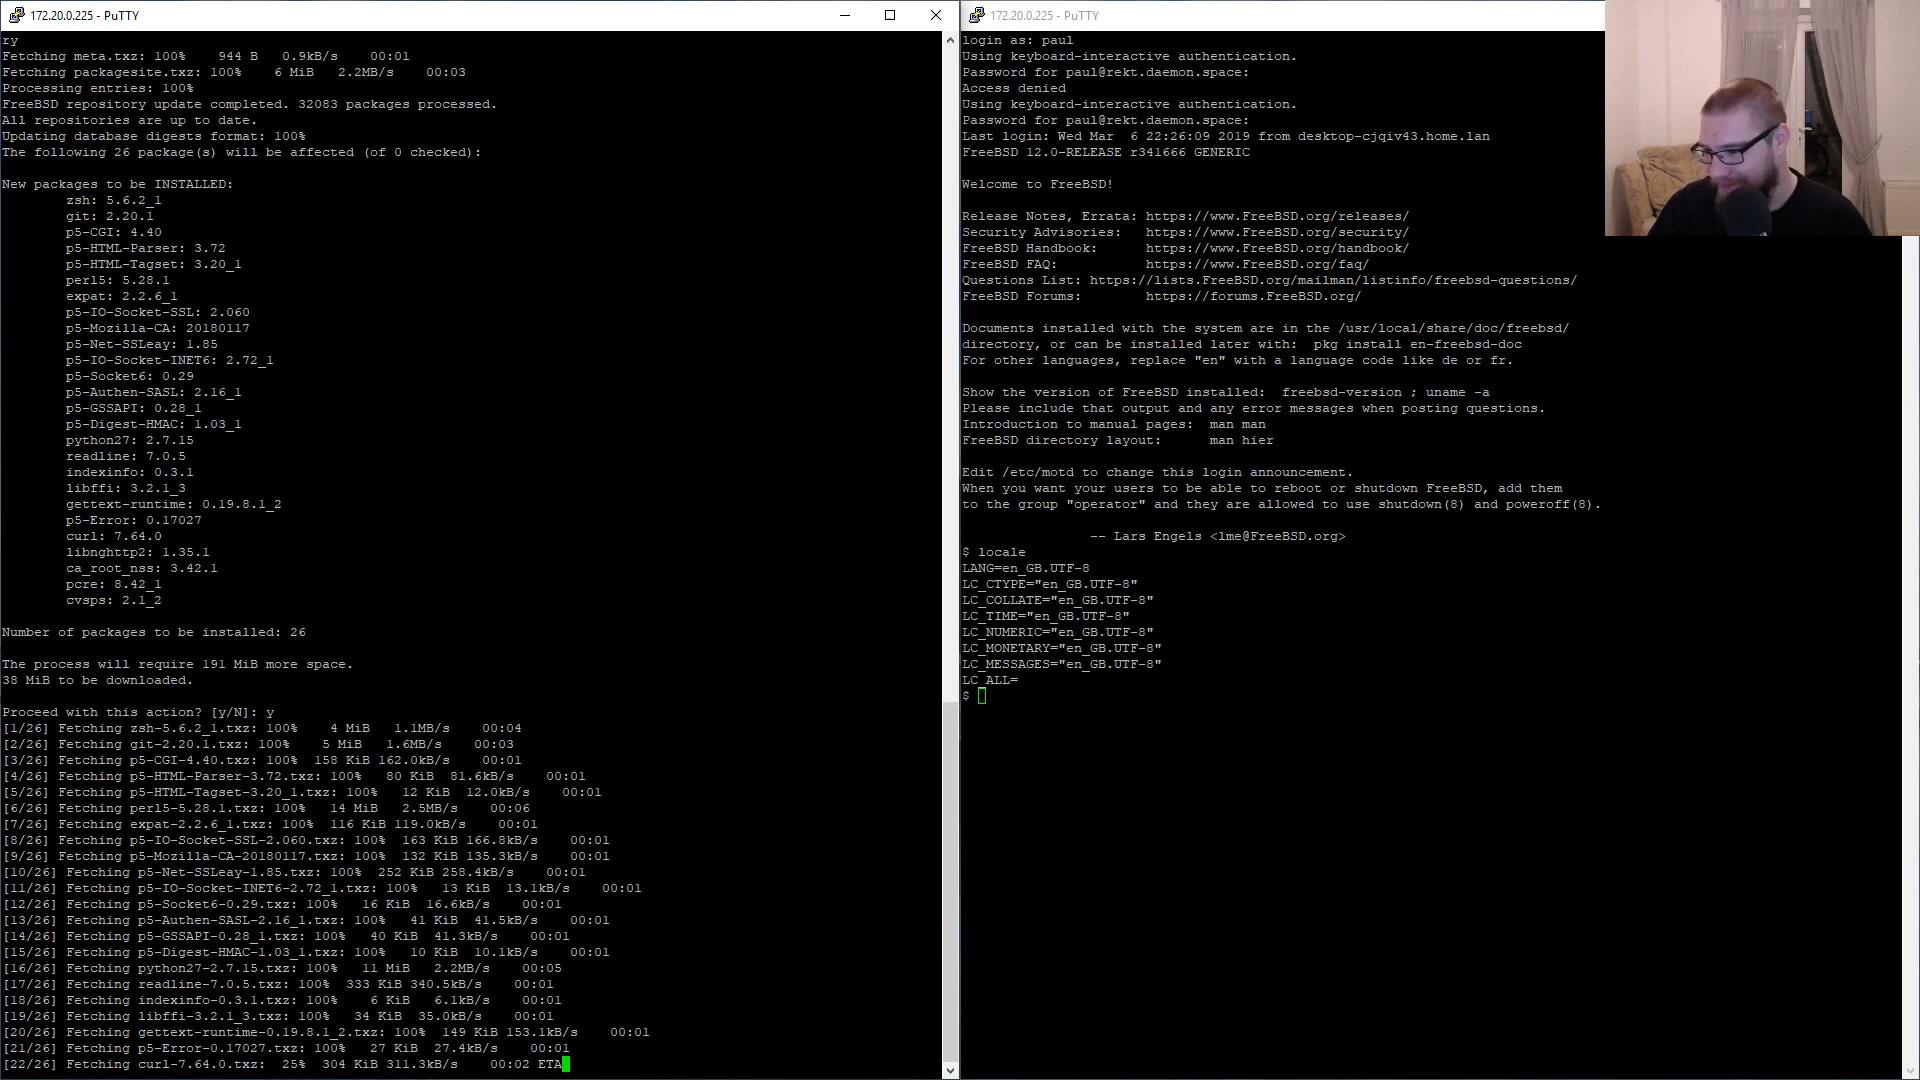 172.20.0.225 - PuTTY
ry
Fetching meta.txz: 100%    944 B   0.9kB/s    00:01
Fetching packagesite.txz: 100%    6 MiB   2.2MB/s    00:03
Processing entries: 100%
FreeBSD repository update completed. 32083 packages processed.
All repositories are up to date.
Updating database digests format: 100%
The following 26 package(s) will be affected (of 0 checked):
New packages to be INSTALLED:
zsh: 5.6.2_1
git: 2.20.1
p5-CGI: 4.40
p5-HTML-Parser: 3.72
p5-HTML-Tagset: 3.20_1
perl5: 5.28.1
expat: 2.2.6_1
p5-IO-Socket-SSL: 2.060
p5-Mozilla-CA: 20180117
p5-Net-SSLeay: 1.85
p5-IO-Socket-INET6: 2.72_1
p5-Socket6: 0.29
p5-Authen-SASL: 2.16_1
p5-GSSAPI: 0.28_1
p5-Digest-HMAC: 1.03_1
python27: 2.7.15
readline: 7.0.5
indexinfo: 0.3.1
libffi: 3.2.1_3
gettext-runtime: 0.19.8.1_2
p5-Error: 0.17027
curl: 7.64.0
libnghttp2: 1.35.1
ca_root_nss: 3.42.1
pcre: 8.42_1
cvsps: 2.1_2
Number of packages to be installed: 26
The process will require 191 MiB more space.
38 MiB to be downloaded.
Proceed with this action? [y/N]: y
[1/26] Fetching zsh-5.6.2_1.txz: 100%    4 MiB   1.1MB/s    00:04
[2/26] Fetching git-2.20.1.txz: 100%    5 MiB   1.6MB/s    00:03
[3/26] Fetching p5-CGI-4.40.txz: 100%  158 KiB 162.0kB/s    00:01
[4/26] Fetching p5-HTML-Parser-3.72.txz: 100%   80 KiB  81.6kB/s    00:01
[5/26] Fetching p5-HTML-Tagset-3.20_1.txz: 100%   12 KiB  12.0kB/s    00:01
[6/26] Fetching perl5-5.28.1.txz: 100%   14 MiB   2.5MB/s    00:06
[7/26] Fetching expat-2.2.6_1.txz: 100%  116 KiB 119.0kB/s    00:01
[8/26] Fetching p5-IO-Socket-SSL-2.060.txz: 100%  163 KiB 166.8kB/s    00:01
[9/26] Fetching p5-Mozilla-CA-20180117.txz: 100%  132 KiB 135.3kB/s    00:01
[10/26] Fetching p5-Net-SSLeay-1.85.txz: 100%  252 KiB 258.4kB/s    00:01
[11/26] Fetching p5-IO-Socket-INET6-2.72_1.txz: 100%   13 KiB  13.1kB/s    00:01
[12/26] Fetching p5-Socket6-0.29.txz: 100%   16 KiB  16.6kB/s    00:01
[13/26] Fetching p5-Authen-SASL-2.16_1.txz: 100%   41 KiB  41.5kB/s    00:01
[14/26] Fetching p5-GSSAPI-0.28_1.txz: 100%   40 KiB  41.3kB/s    00:01
[15/26] Fetching p5-Digest-HMAC-1.03_1.txz: 100%   10 KiB  10.1kB/s    00:01
[16/26] Fetching python27-2.7.15.txz: 100%   11 MiB   2.2MB/s    00:05
[17/26] Fetching readline-7.0.5.txz: 100%  333 KiB 340.5kB/s    00:01
[18/26] Fetching indexinfo-0.3.1.txz: 100%    6 KiB   6.1kB/s    00:01
[19/26] Fetching libffi-3.2.1_3.txz: 100%   34 KiB  35.0kB/s    00:01
[20/26] Fetching gettext-runtime-0.19.8.1_2.txz: 100%  149 KiB 153.1kB/s    00:01
[21/26] Fetching p5-Error-0.17027.txz: 100%   27 KiB  27.4kB/s    00:01
[22/26] Fetching curl-7.64.0.txz:  25%  304 KiB 311.3kB/s    00:02 ETA
172.20.0.225 - PuTTY
login as: paul
Using keyboard-interactive authentication.
Password for paul@rekt.daemon.space:
Access denied
Using keyboard-interactive authentication.
Password for paul@rekt.daemon.space:
Last login: Wed Mar  6 22:26:09 2019 from desktop-cjqiv43.home.lan
FreeBSD 12.0-RELEASE r341666 GENERIC
Welcome to FreeBSD!
Release Notes, Errata: https://www.FreeBSD.org/releases/
Security Advisories:   https://www.FreeBSD.org/security/
FreeBSD Handbook:      https://www.FreeBSD.org/handbook/
FreeBSD FAQ:           https://www.FreeBSD.org/faq/
Questions List: https://lists.FreeBSD.org/mailman/listinfo/freebsd-questions/
FreeBSD Forums:        https://forums.FreeBSD.org/
Documents installed with the system are in the /usr/local/share/doc/freebsd/
directory, or can be installed later with:  pkg install en-freebsd-doc
For other languages, replace "en" with a language code like de or fr.
Show the version of FreeBSD installed:  freebsd-version ; uname -a
Please include that output and any error messages when posting questions.
Introduction to manual pages:  man man
FreeBSD directory layout:      man hier
Edit /etc/motd to change this login announcement.
When you want your users to be able to reboot or shutdown FreeBSD, add them
to the group "operator" and they are allowed to use shutdown(8) and poweroff(8).
-- Lars Engels <lme@FreeBSD.org>
$ locale
LANG=en_GB.UTF-8
LC_CTYPE="en_GB.UTF-8"
LC_COLLATE="en_GB.UTF-8"
LC_TIME="en_GB.UTF-8"
LC_NUMERIC="en_GB.UTF-8"
LC_MONETARY="en_GB.UTF-8"
LC_MESSAGES="en_GB.UTF-8"
LC_ALL=
$